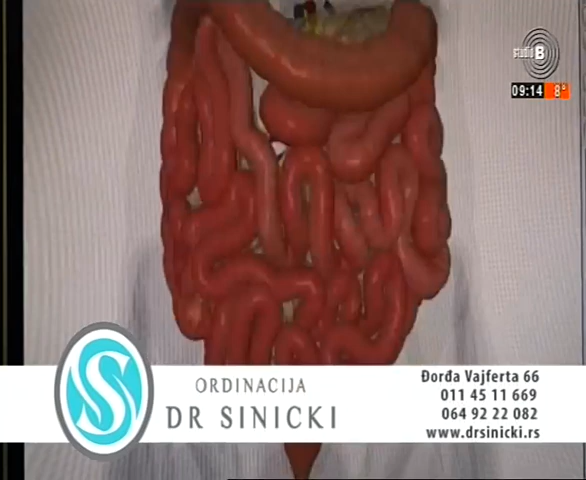 studio B
09:14 8°
ORDINACIJA
DR SINICKI
Đorđa Vajferta 66
011 45 11 669
064 92 22 082
www.drsinicki.rs